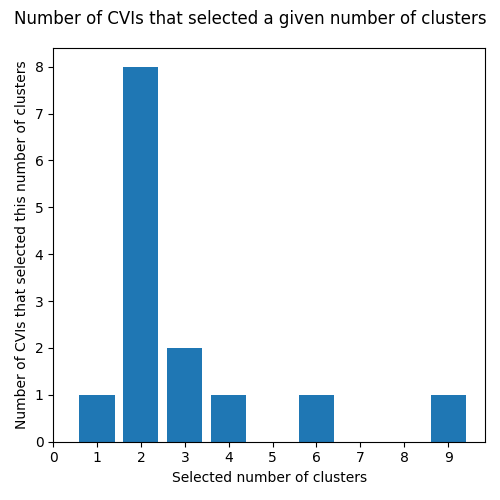 Number of CVIs that selected a given number of clusters
Number of CVIs that selected this number of clusters
8
7
6
5
4
3
2
1
0
0 1 2 3 4 5 6 7 8 9
Selected number of clusters